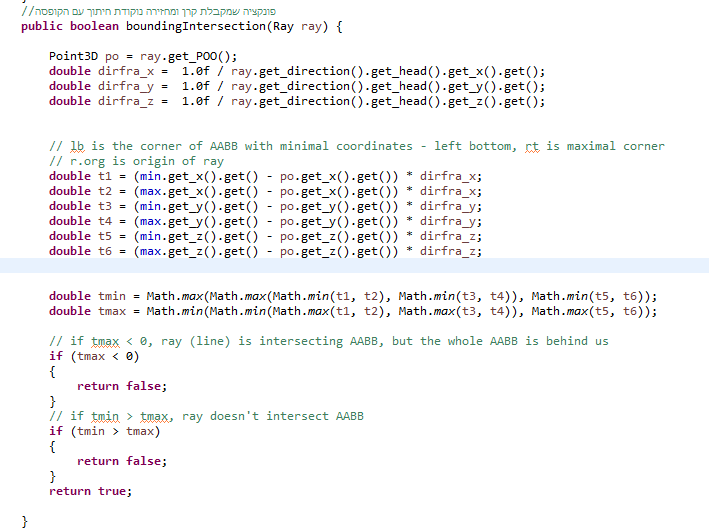 //פונקציה שמקבלת קרן ומחזירה נוקודת חיתוך עם הקופסה
public boolean boundingIntersection(Ray ray) {
Point3D po = ray.get_POO();
double dirfra_x =  1.0f / ray.get_direction().get_head().get_x().get();
double dirfra_y =  1.0f / ray.get_direction().get_head().get_y().get();
double dirfra_z =  1.0f / ray.get_direction().get_head().get_z().get();
// lb is the corner of AABB with minimal coordinates - left bottom, rt is maximal corner
// r.org is origin of ray
double t1 = (min.get_x().get() - po.get_x().get()) * dirfra_x;
double t2 = (max.get_x().get() - po.get_x().get()) * dirfra_x;
double t3 = (min.get_y().get() - po.get_y().get()) * dirfra_y;
double t4 = (max.get_y().get() - po.get_y().get()) * dirfra_y;
double t5 = (min.get_z().get() - po.get_z().get()) * dirfra_z;
double t6 = (max.get_z().get() - po.get_z().get()) * dirfra_z;
double tmin = Math.max(Math.max(Math.min(t1, t2), Math.min(t3, t4)), Math.min(t5, t6));
double tmax = Math.min(Math.min(Math.max(t1, t2), Math.max(t3, t4)), Math.max(t5, t6));
// if tmax < 0, ray (line) is intersecting AABB, but the whole AABB is behind us
if (tmax < 0)
{
return false;
}
// if tmin > tmax, ray doesn't intersect AABB
if (tmin > tmax)
{
return false;
}
return true;
}